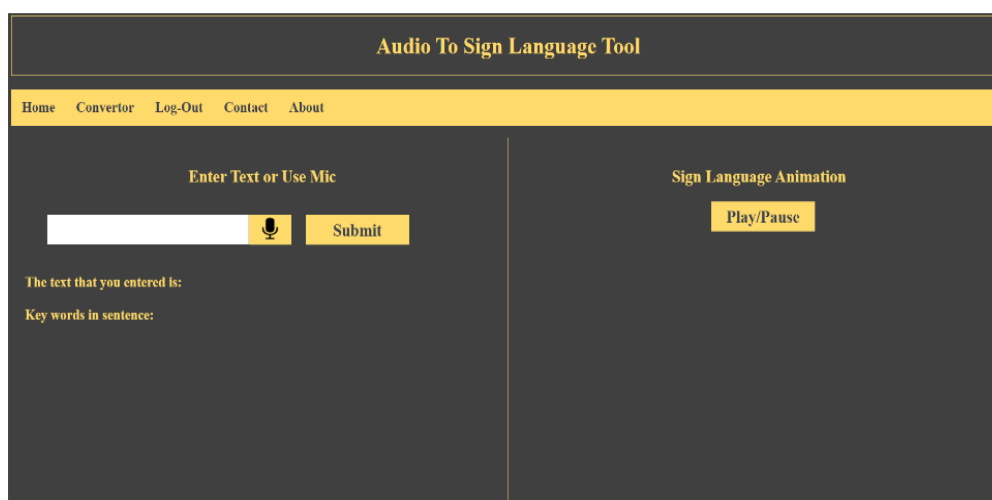 Audio To Sign Language Tool
Home Convertor Log-Out Contact About
Enter Text or Use Mic
Submit
The text that you entered is:
Key words in sentence:
Sign Language Animation
Play/Pause